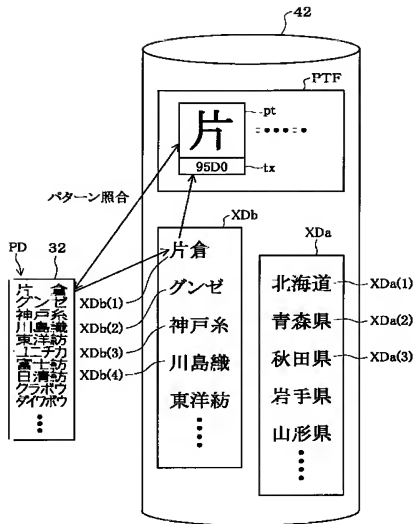 42
PTF
片
pt
95D0
tx
パターン照合
XDb
XDa
PD
32
片倉
グンゼ
神戸糸
川島織
東洋紡
ユニチカ
富士紡
日清紡
クラボウ
ダイワボウ
XDb(1)
片倉
XDb(2)
グンゼ
XDb(3)
神戸糸
XDb(4)
川島織
東洋紡
北海道
XDa(1)
青森県
XDa(2)
秋田県
XDa(3)
岩手県
山形県